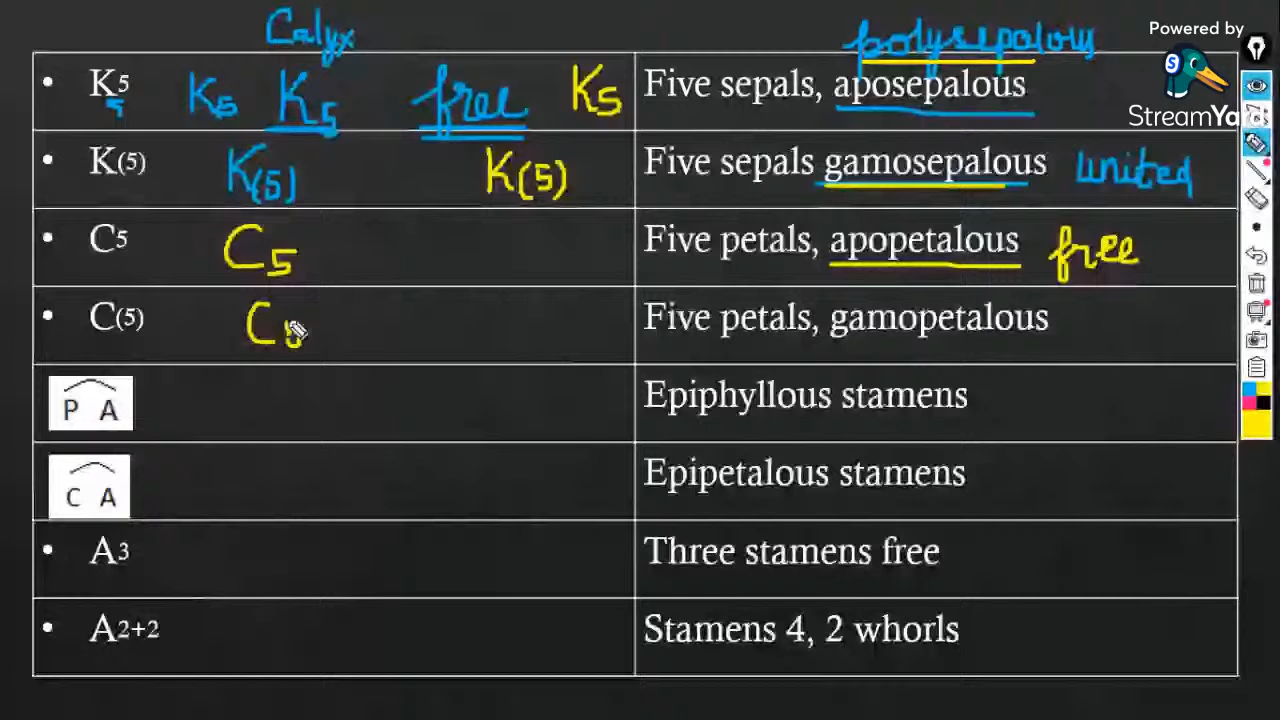 Calyx polysepalous
Powered by
StreamYard
• K5 K5 K5 free K5 Five sepals, aposepalous
• K(5) K(5) K(5) Five sepals gamosepalous united
• C5 C5 Five petals, apopetalous free
• C(5) C Five petals, gamopetalous
P A Epiphyllous stamens
C A Epipetalous stamens
• A3 Three stamens free
• A2+2 Stamens 4, 2 whorls